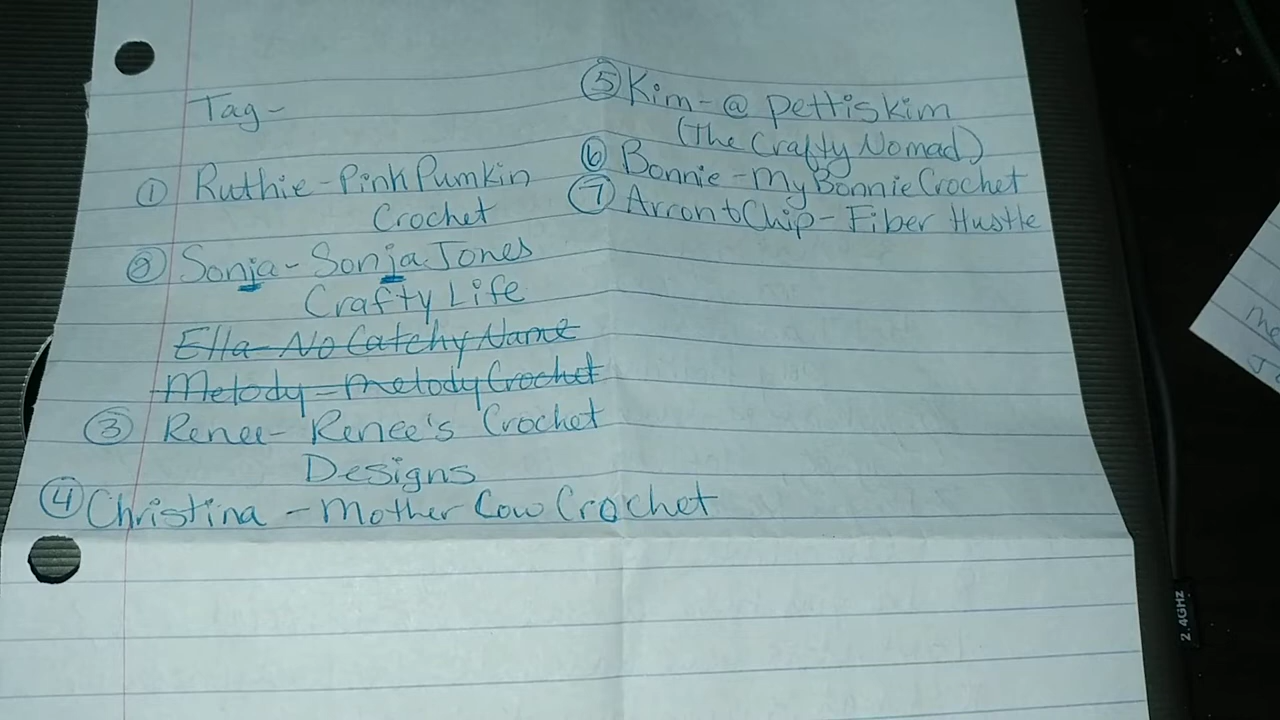 Tag-
① Ruthie-Pink Pumkin
Crochet
② Sonja-Sonja Jones
Crafty Life
Ella-No Catchy Name
Melody-Melody Crochet
③ Renee- Renee's Crochet
Designs
④ Christina - Mother Cow Crochet
⑤ Kim-@ pettiskim
(The Crafty Nomad)
⑥ Bonnie-My Bonnie Crochet
⑦ Arron & Chip-Fiber Hustle
2.4GHz